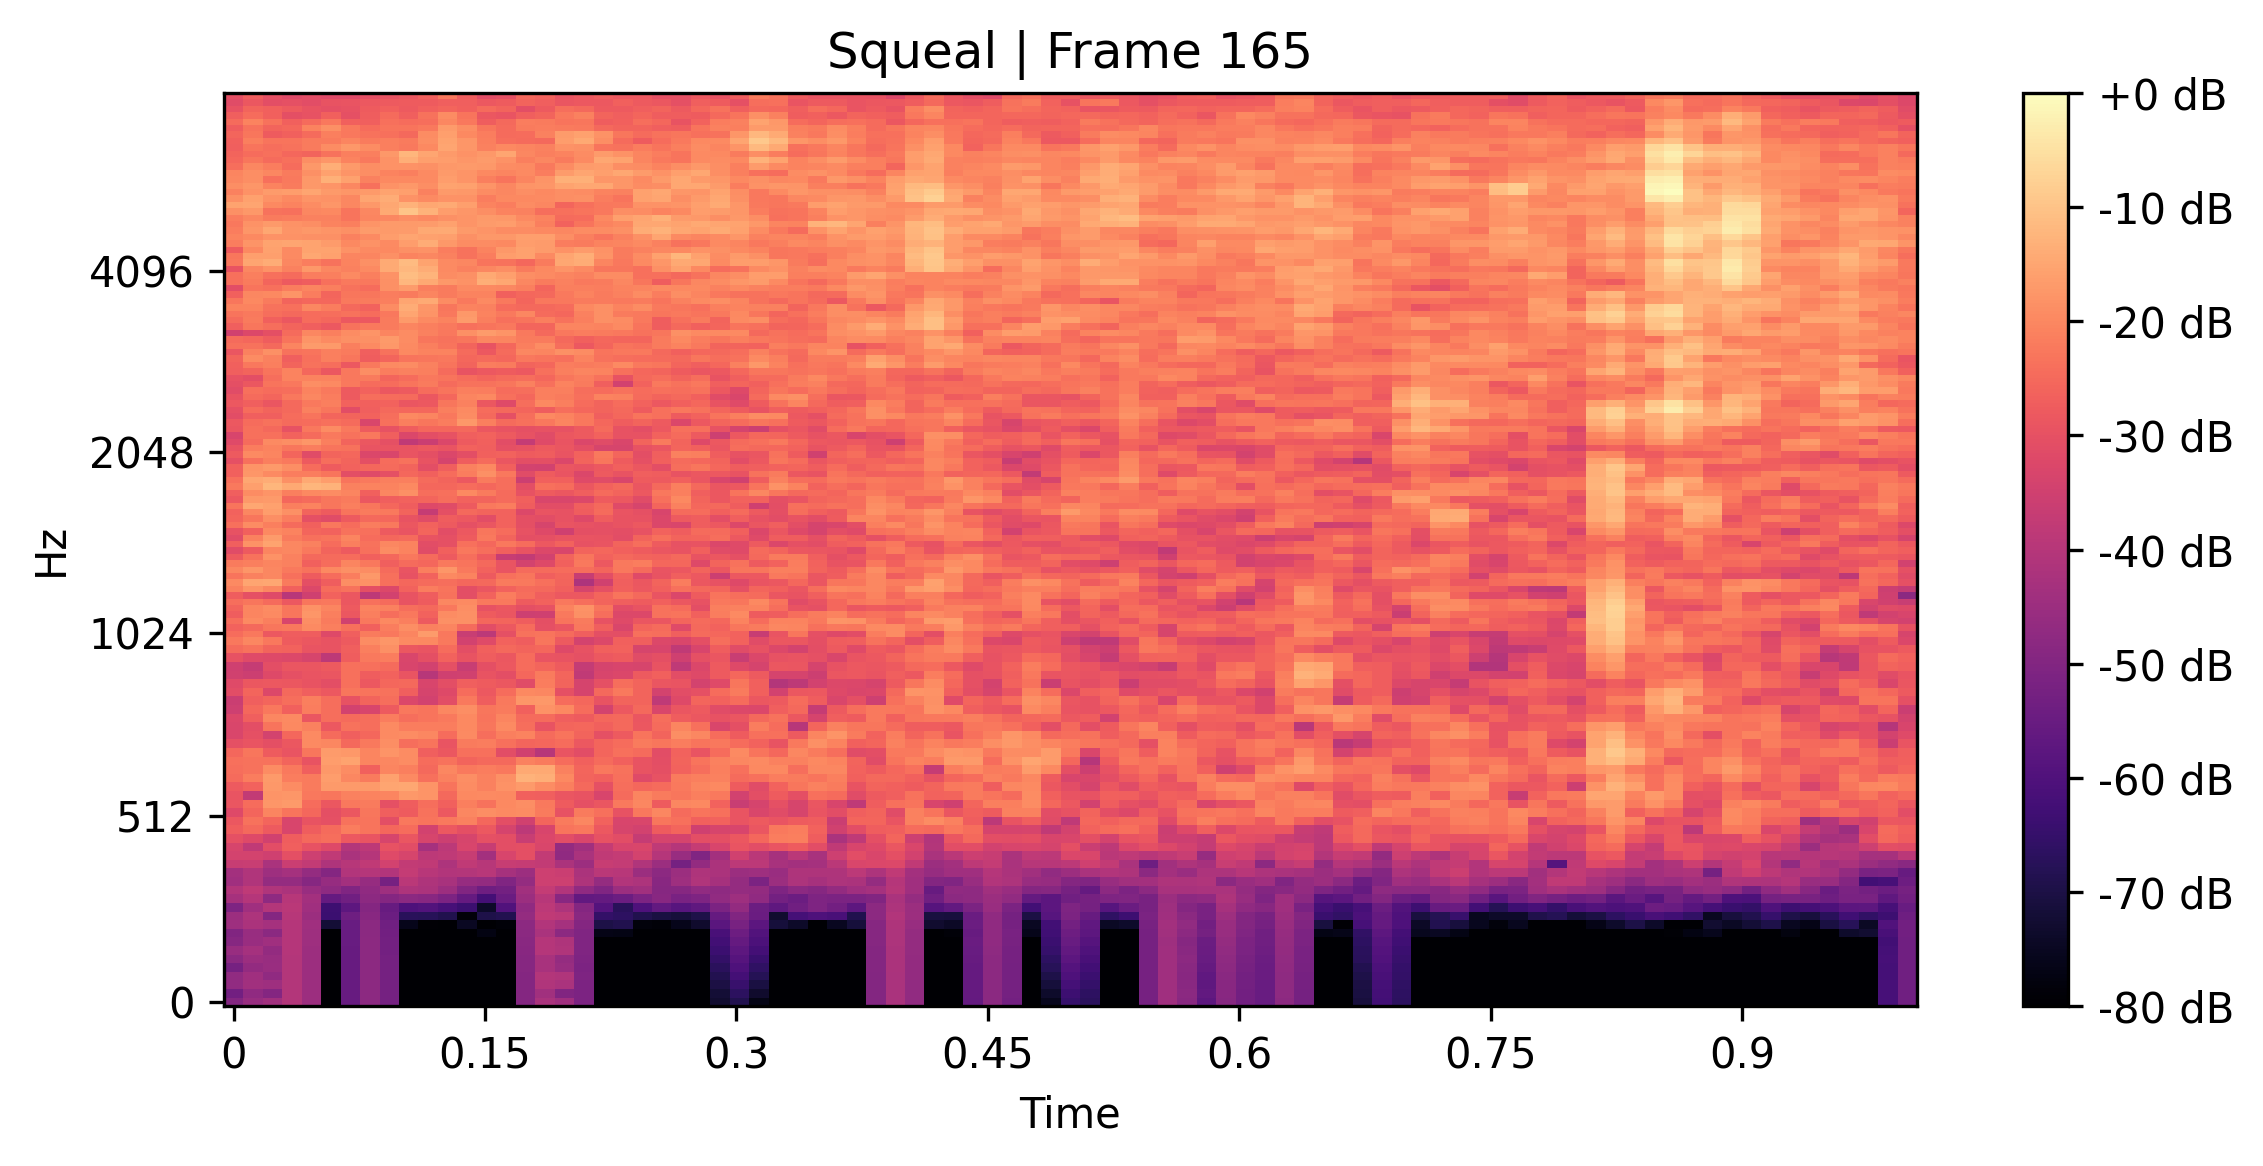 Squeal | Frame 165
+0 dB
-10 dB
-20 dB
-30 dB
-40 dB
-50 dB
-60 dB
-70 dB
-80 dB
Hz
4096
2048
1024
512
0
0 0.15 0.3 0.45 0.6 0.75 0.9
Time